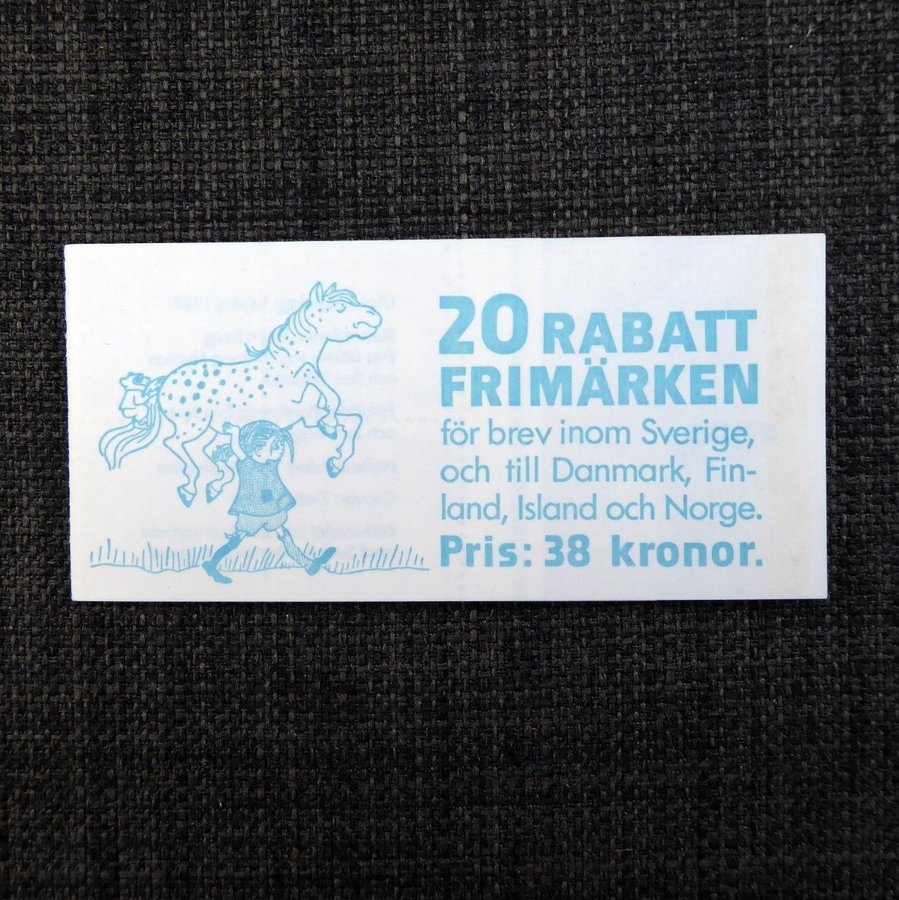 20 RABATT
FRIMÄRKEN
för brev inom Sverige,
och till Danmark, Fin-
land, Island och Norge.
Pris: 38 kronor.